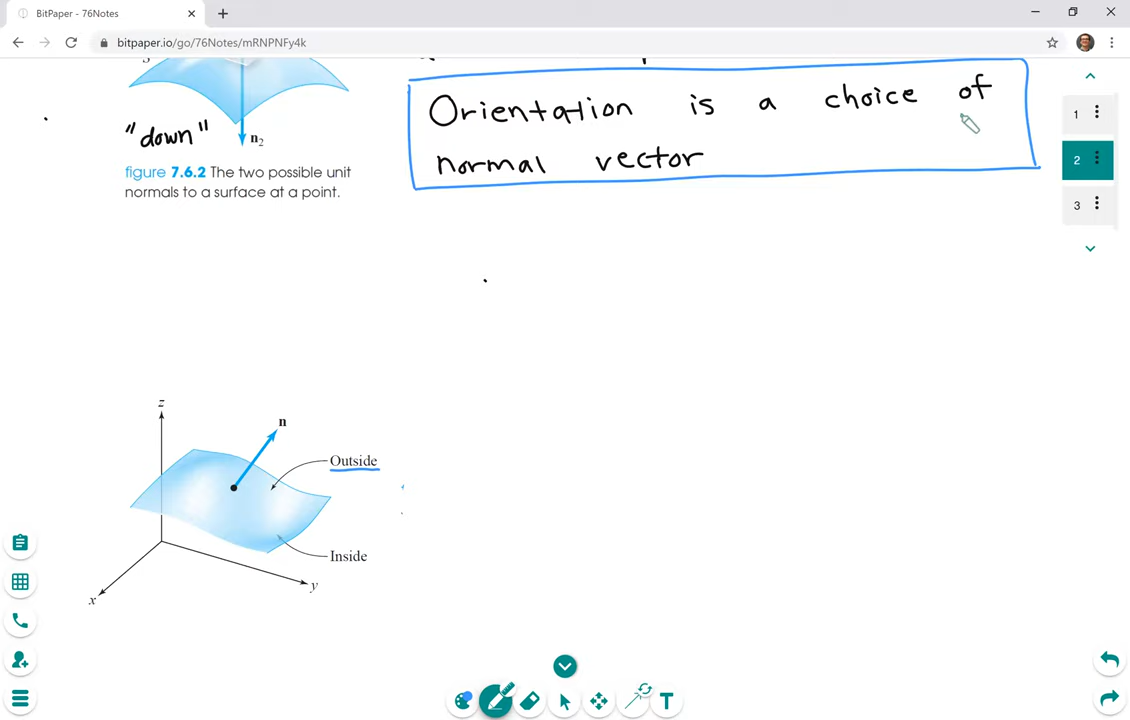 BitPaper - 76Notes
bitpaper.io/go/76Notes/mRNPNFy4k
Orientation is a choice of
normal vector
"down"
n₂
figure 7.6.2 The two possible unit
normals to a surface at a point.
1
2
3
z
n
Outside
Inside
y
x
T